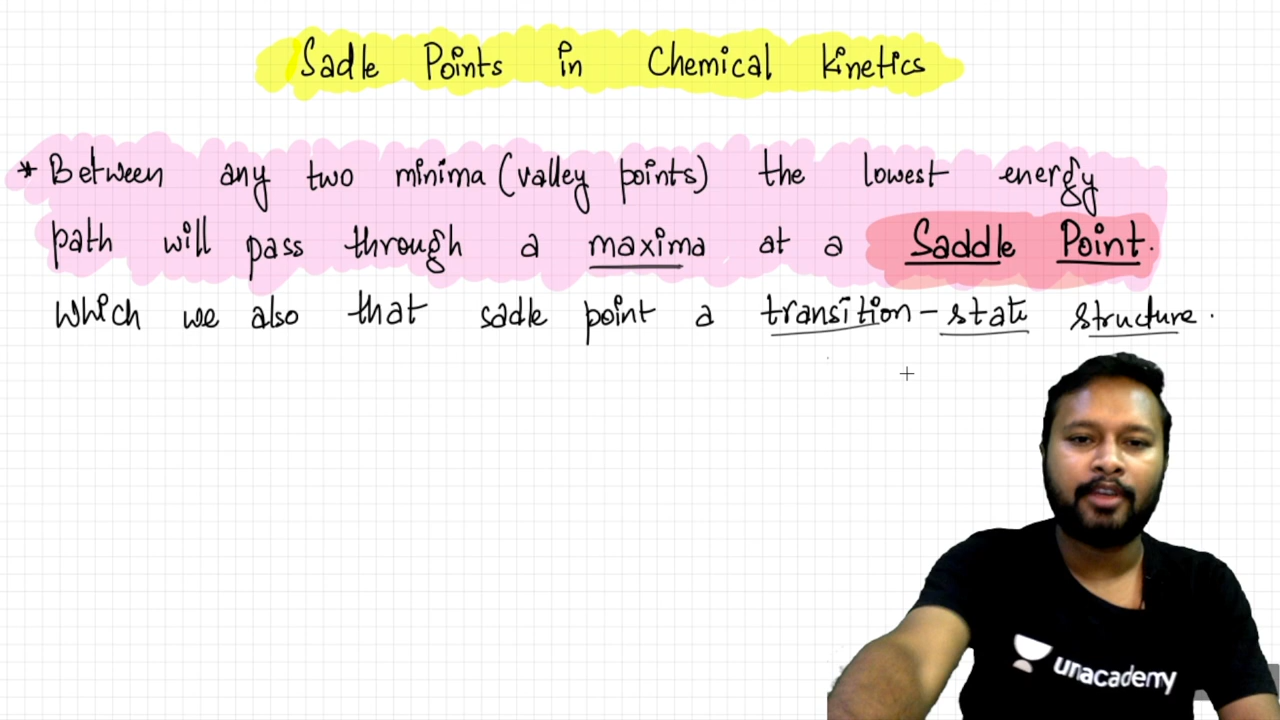 Sadle Points in Chemical kinetics
* Between any two minima (valley points) the lowest energy
path will pass through a maxima at a Saddle Point.
Which we also that sadle point a transition-state structure.
unacademy